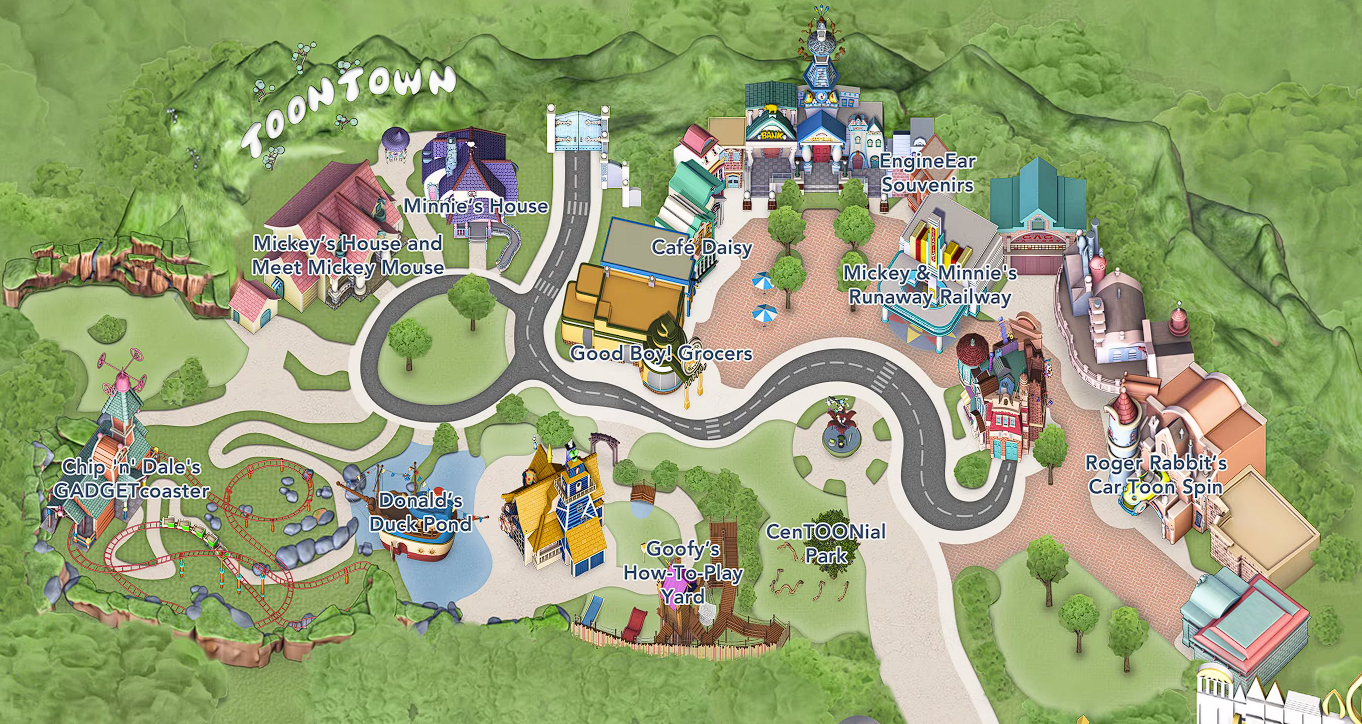 TOONTOWN
BANK
Minnie's House
EngineEar
Souvenirs
Mickey's House and
Meet Mickey Mouse
Café Daisy
Mickey & Minnie's
Runaway Railway
Good Boy! Grocers
Chip 'n' Dale's
GADGETcoaster
Donald's
Duck Pond
Roger Rabbit's
Car Toon Spin
Goofy's
How-To-Play
Yard
CenTOONial
Park